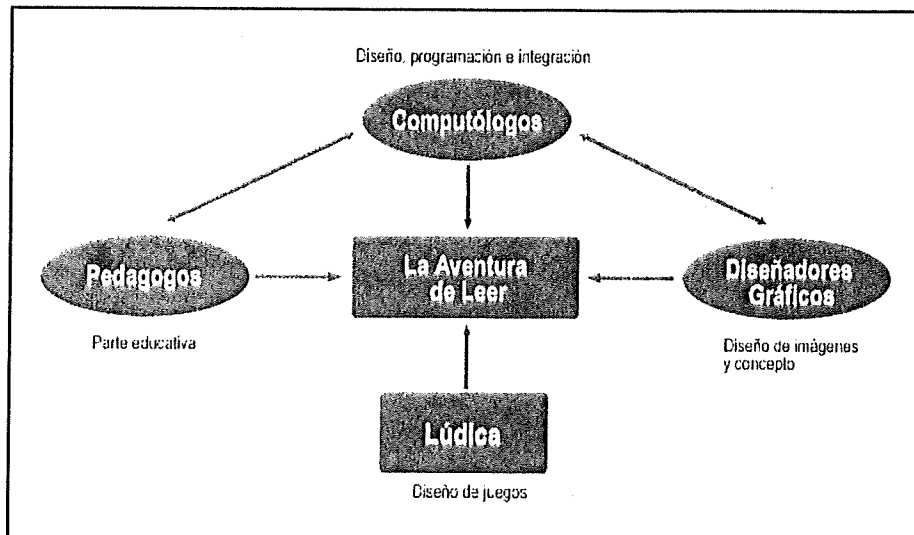 Diseño, programación e integración
Computólogos
Pedagogos
La Aventura
de Leer
Diseñadores
Gráficos
Parte educativa
Diseño de imágenes
y concepto
Lúdica
Diseño de juegos